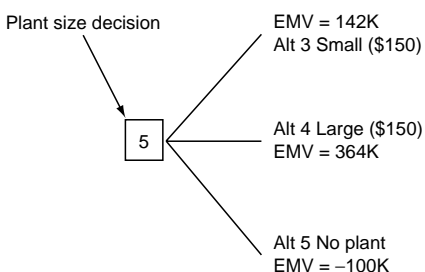 Plant size decision
EMV = 142K
Alt 3 Small ($150)
5
Alt 4 Large ($150)
EMV = 364K
Alt 5 No plant
EMV = −100K